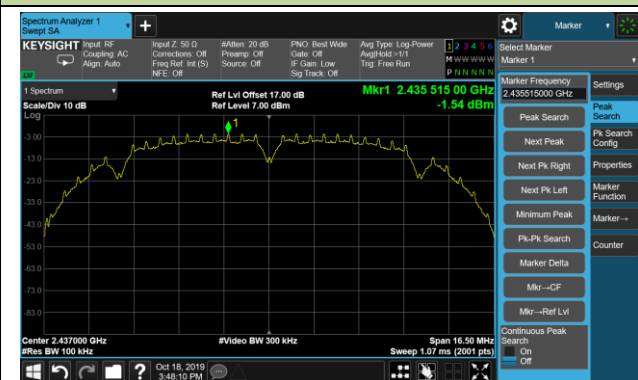 Spectrum Analyzer 1
Swept SA
+
Marker
KEYSIGHT
Input: RF
Coupling: AC
Align: Auto
Input Z: 50 Ω
Corrections: Off
Freq Ref: Int (S)
NFE: Off
#Atten: 20 dB
Preamp: Off
Source: Off
PNO: Best Wide
Gate: Off
IF Gain: Low
Sig Track: Off
Avg Type: Log-Power
Avg|Hold:>1/1
Trig: Free Run
1 2 3 4 5 6
M W W W W W
P N N N N N
LXI
Select Marker
Marker 1
1 Spectrum
Scale/Div 10 dB
Log
Ref Lvl Offset 17.00 dB
Ref Level 7.00 dBm
Mkr1 2.435 515 00 GHz
-1.54 dBm
1
-3.00
-13.0
-23.0
-33.0
-43.0
-53.0
-63.0
-73.0
-83.0
Center 2.437000 GHz
#Res BW 100 kHz
#Video BW 300 kHz
Span 16.50 MHz
Sweep 1.07 ms (2001 pts)
Marker Frequency
2.435515000 GHz
Peak Search
Next Peak
Next Pk Right
Next Pk Left
Minimum Peak
Pk-Pk Search
Marker Delta
Mkr→CF
Mkr→Ref Lvl
Continuous Peak
Search
On
Off
Settings
Peak
Search
Pk Search
Config
Properties
Marker
Function
Marker→
Counter
?
Oct 18, 2019
3:48:10 PM